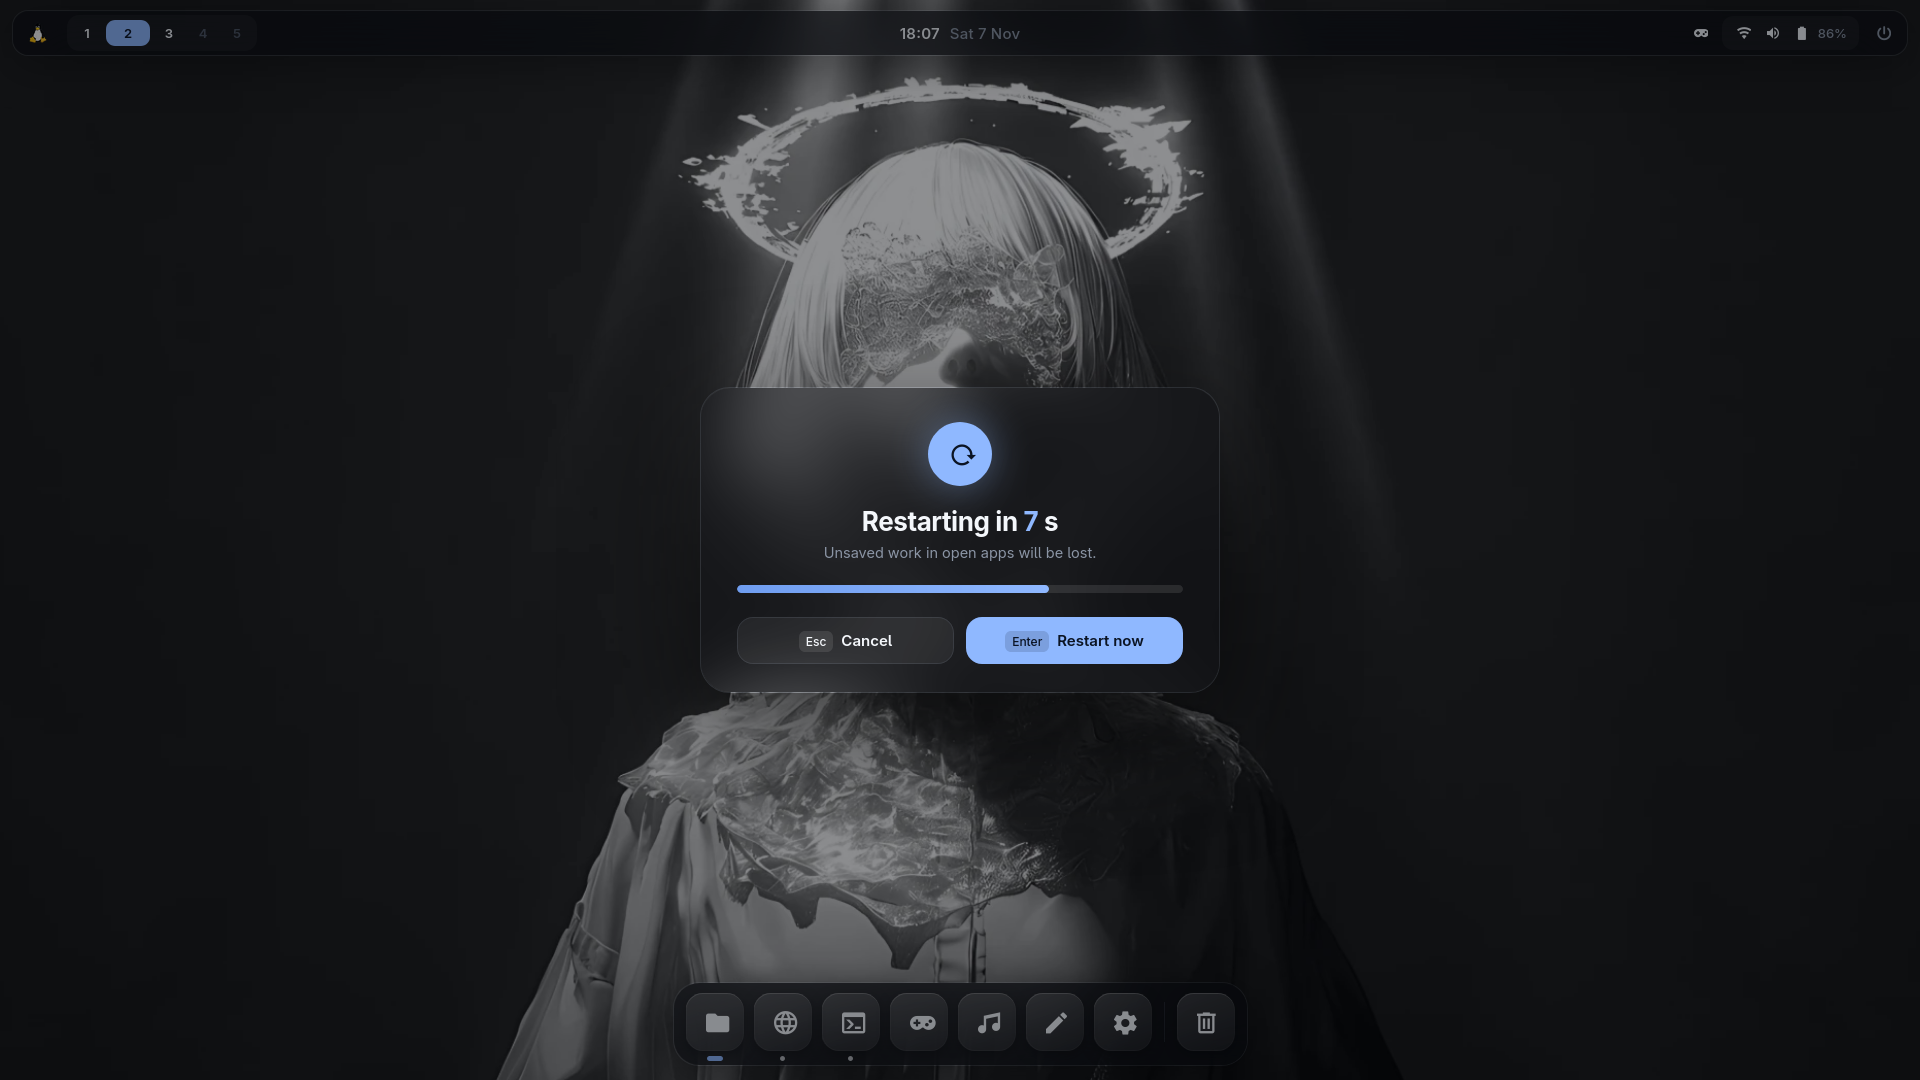 1 2 3 4 5
18:07 Sat 7 Nov
86%
Restarting in 7 s
Unsaved work in open apps will be lost.
Esc Cancel
Enter Restart now